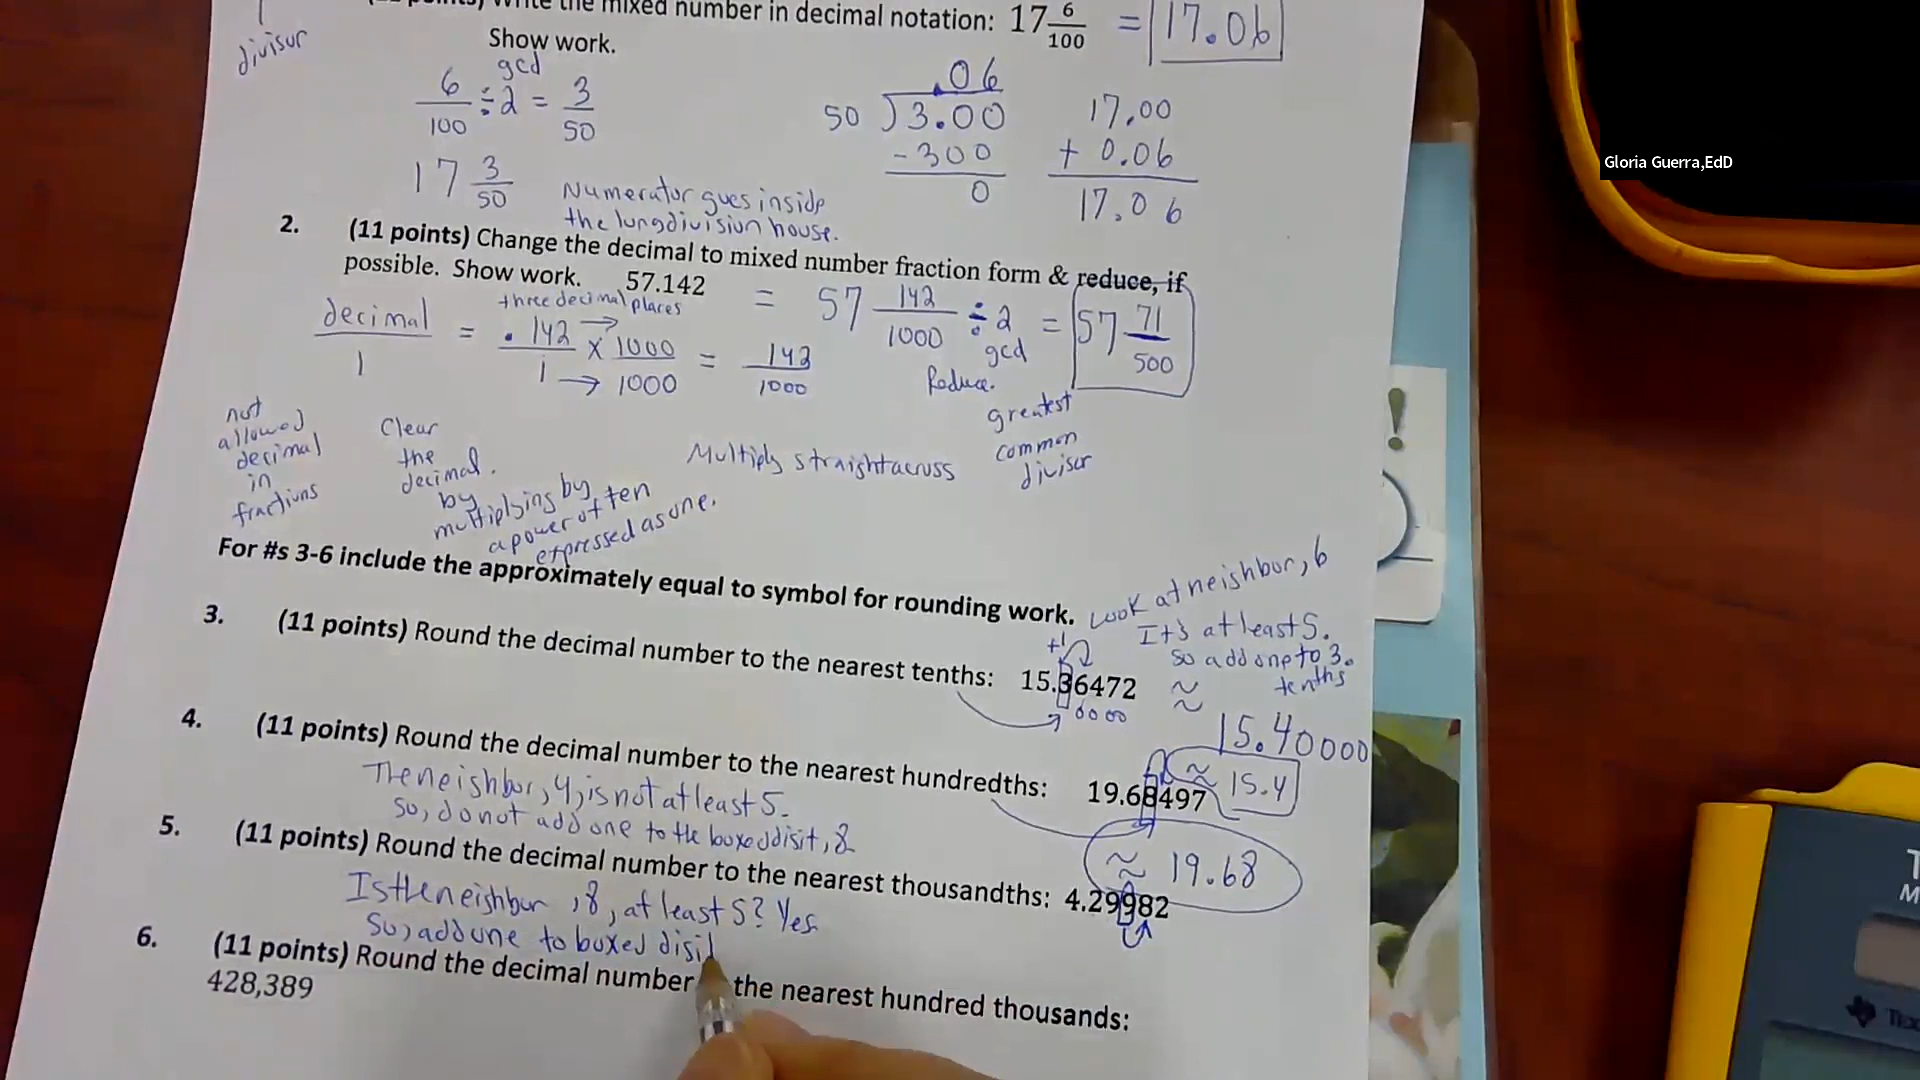 Write the mixed number in decimal notation: 17 6/100 = 17.06
Show work.
divisor
gcd
6/100 ÷ 2 = 3/50
17 3/50
.06
50 ) 3.00
- 300
0
17.00
+ 0.06
17.06
Numerator goes inside
the long division house.
2. (11 points) Change the decimal to mixed number fraction form & reduce, if
possible. Show work. 57.142 = 57 142/1000 ÷ 2 = 57 71/500
gcd
three decimal places
decimal/1 = .142/1 × 1000/1000 = 142/1000
Reduce.
greatest
common
divisor
not
allowed
decimal
in
fractions
Clear
the
decimal.
by
multiplying by
a power of ten
expressed as one.
Multiply straight across
For #s 3-6 include the approximately equal to symbol for rounding work.
Look at neighbor, 6
It's at least 5.
So add one to 3.
tenths
3. (11 points) Round the decimal number to the nearest tenths: 15.36472 ≈
+1
0000
15.40000
≈ 15.4
4. (11 points) Round the decimal number to the nearest hundredths: 19.68497
The neighbor, 4, is not at least 5.
So, do not add one to the boxed digit, 8
≈ 19.68
5. (11 points) Round the decimal number to the nearest thousandths: 4.29982
Is the neighbor, 8, at least 5? Yes
So, add one to boxed digit
6. (11 points) Round the decimal number the nearest hundred thousands:
428,389
Gloria Guerra,EdD